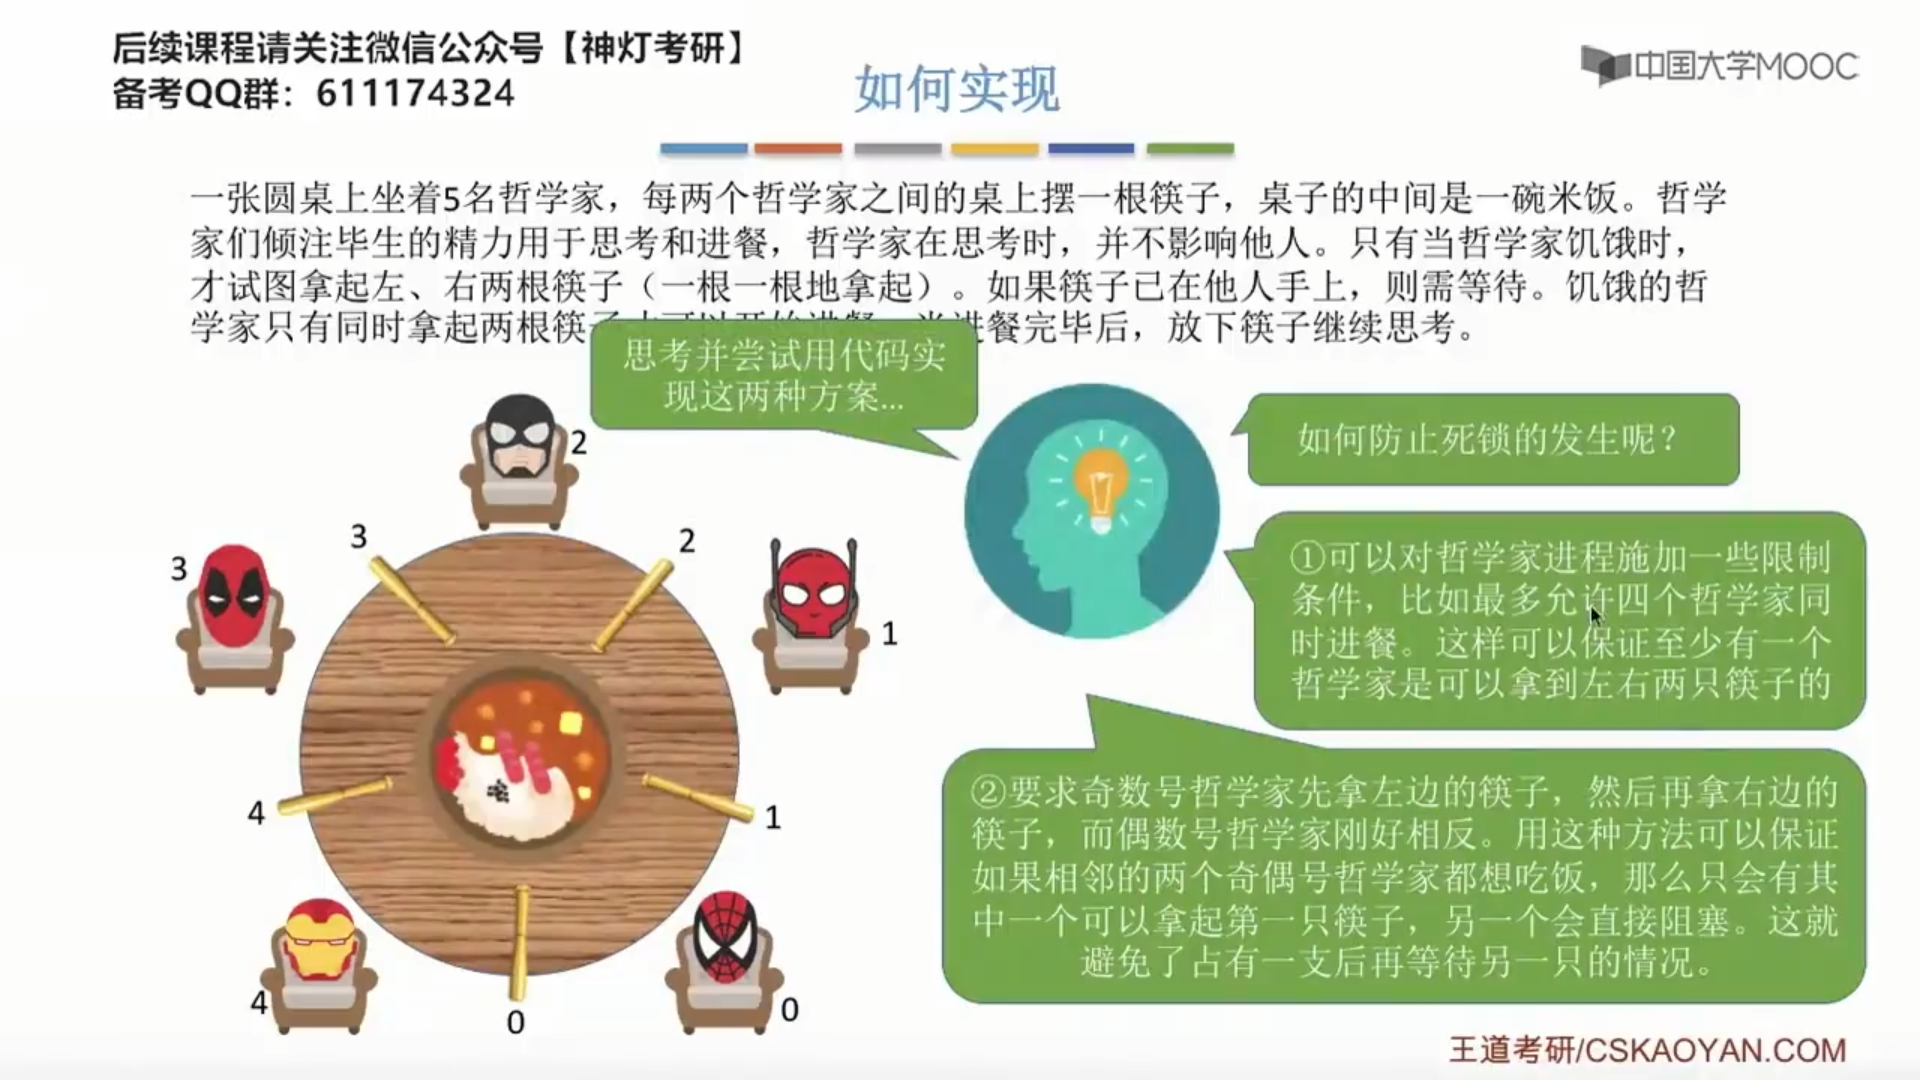 后续课程请关注微信公众号【神灯考研】
备考QQ群：611174324
中国大学MOOC
如何实现
一张圆桌上坐着5名哲学家，每两个哲学家之间的桌上摆一根筷子，桌子的中间是一碗米饭。哲学
家们倾注毕生的精力用于思考和进餐，哲学家在思考时，并不影响他人。只有当哲学家饥饿时，
才试图拿起左、右两根筷子（一根一根地拿起）。如果筷子已在他人手上，则需等待。饥饿的哲
学家只有同时拿起两根筷 餐完毕后，放下筷子继续思考。
思考并尝试用代码实
现这两种方案...
如何防止死锁的发生呢？
①可以对哲学家进程施加一些限制
条件，比如最多允许四个哲学家同
时进餐。这样可以保证至少有一个
哲学家是可以拿到左右两只筷子的
②要求奇数号哲学家先拿左边的筷子，然后再拿右边的
筷子，而偶数号哲学家刚好相反。用这种方法可以保证
如果相邻的两个奇偶号哲学家都想吃饭，那么只会有其
中一个可以拿起第一只筷子，另一个会直接阻塞。这就
避免了占有一支后再等待另一只的情况。
2
3
2
3
1
4
1
4
0
0
王道考研/CSKAOYAN.COM